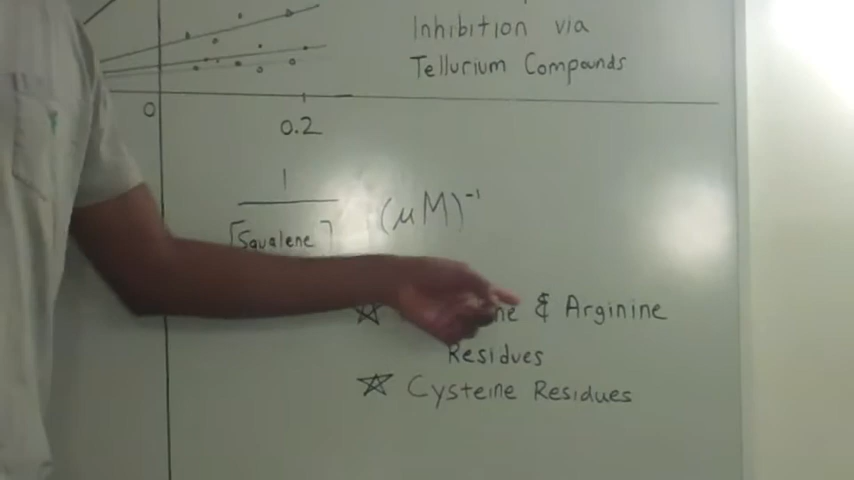 Inhibition via
Tellurium Compounds
0
0.2
1
[Squalene]
(μM)⁻¹
& Arginine
Residues
☆ Cysteine Residues